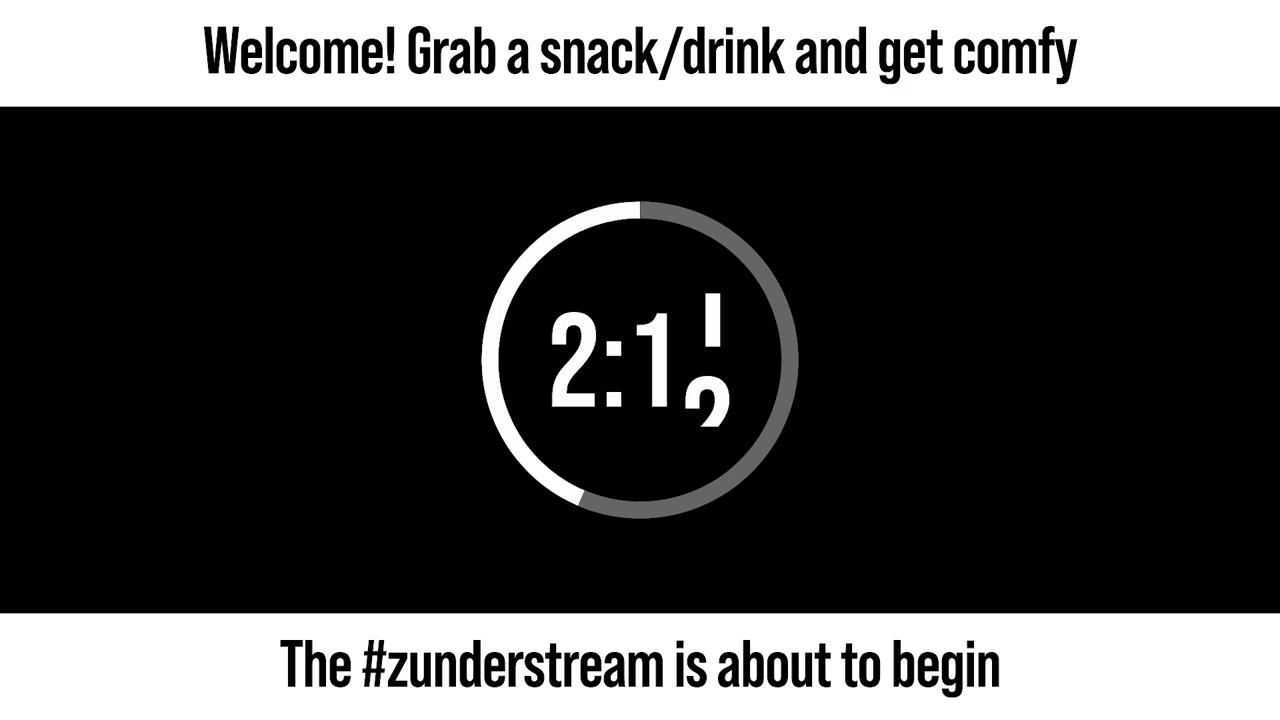 Welcome! Grab a snack/drink and get comfy
2:1
The #zunderstream is about to begin